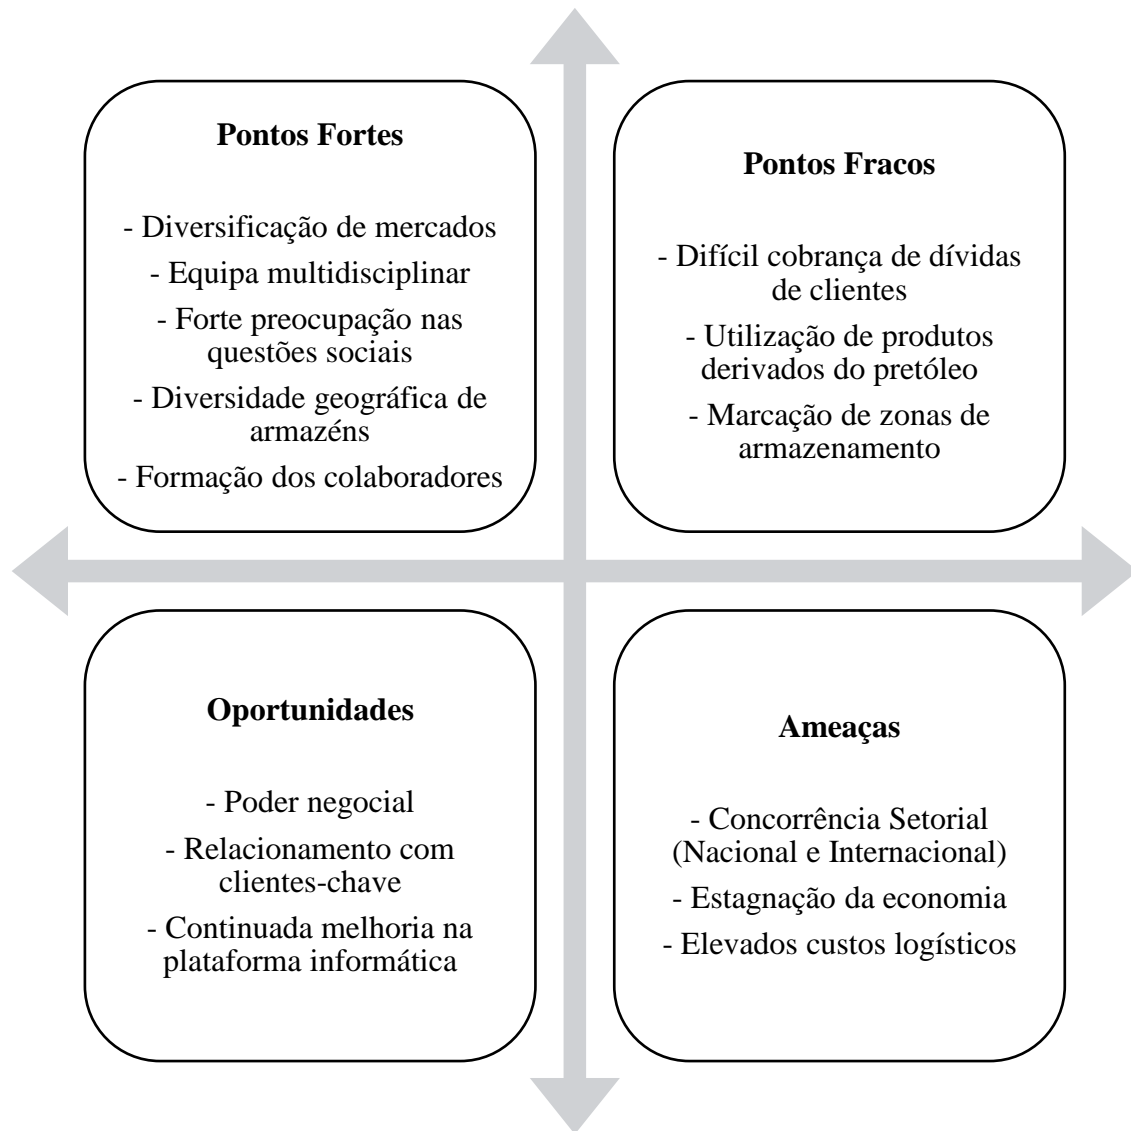 Pontos Fortes
- Diversificação de mercados
- Equipa multidisciplinar
- Forte preocupação nas
questões sociais
- Diversidade geográfica de
armazéns
- Formação dos colaboradores
Pontos Fracos
- Difícil cobrança de dívidas
de clientes
- Utilização de produtos
derivados do pretóleo
- Marcação de zonas de
armazenamento
Oportunidades
- Poder negocial
- Relacionamento com
clientes-chave
- Continuada melhoria na
plataforma informática
Ameaças
- Concorrência Setorial
(Nacional e Internacional)
- Estagnação da economia
- Elevados custos logísticos